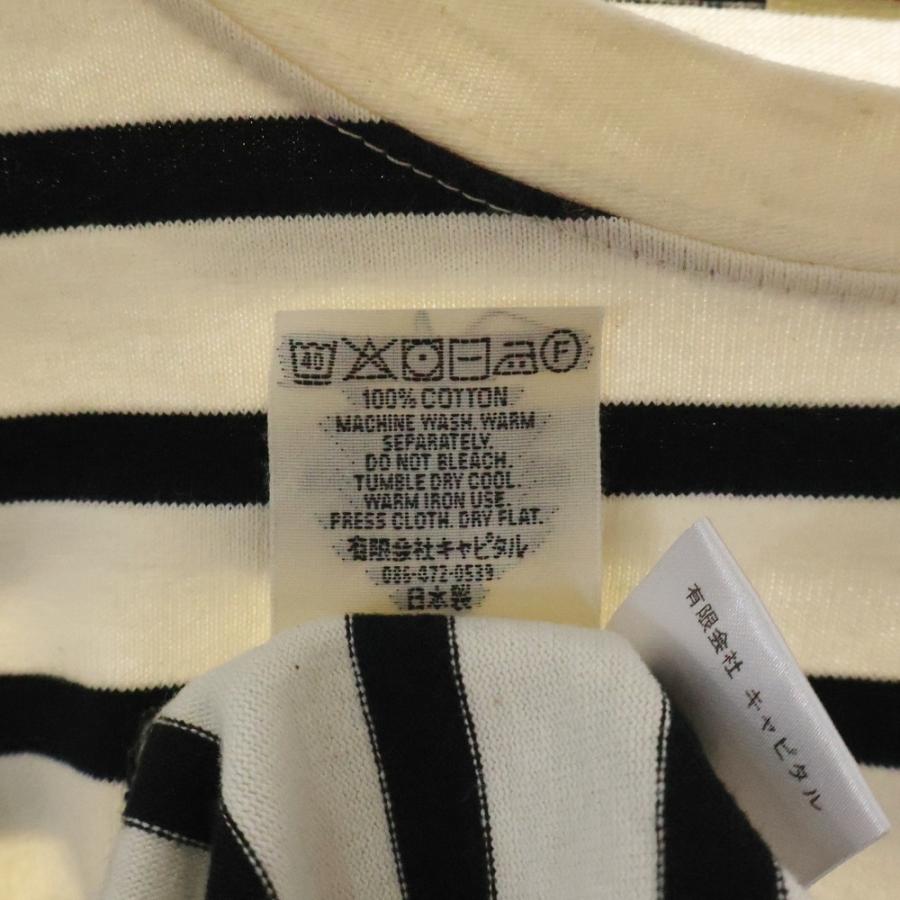 40 F
100% COTTON
MACHINE WASH. WARM
SEPARATELY.
DO NOT BLEACH.
TUMBLE DRY COOL.
WARM IRON USE.
PRESS CLOTH. DRY FLAT.
有限会社キャピタル
086-472-0539
日本製
有限会社 キャピタル